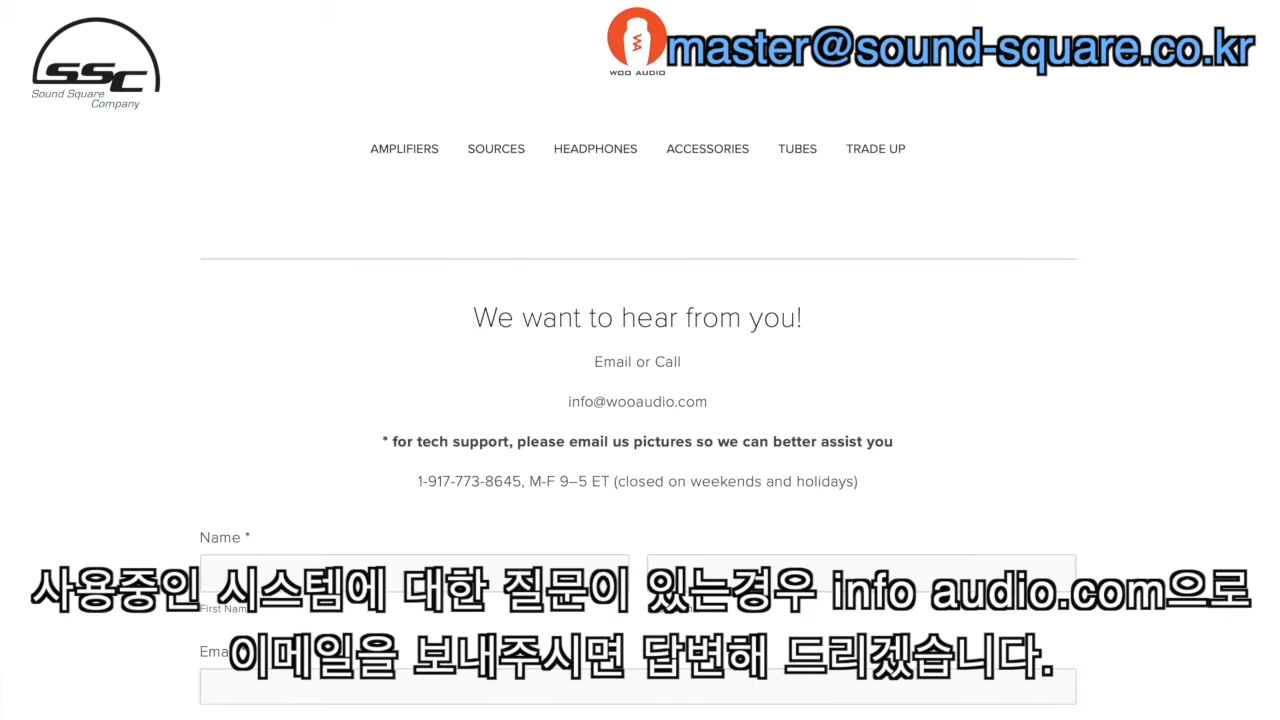 SSC
Sound Square
Company
WOO AUDIO
master@sound-square.co.kr
AMPLIFIERS SOURCES HEADPHONES ACCESSORIES TUBES TRADE UP
We want to hear from you!
Email or Call
info@wooaudio.com
* for tech support, please email us pictures so we can better assist you
1-917-773-8645, M-F 9–5 ET (closed on weekends and holidays)
Name *
사용중인 시스템에 대한 질문이 있는경우 info audio.com으로
First
이메일을 보내주시면 답변해 드리겠습니다.